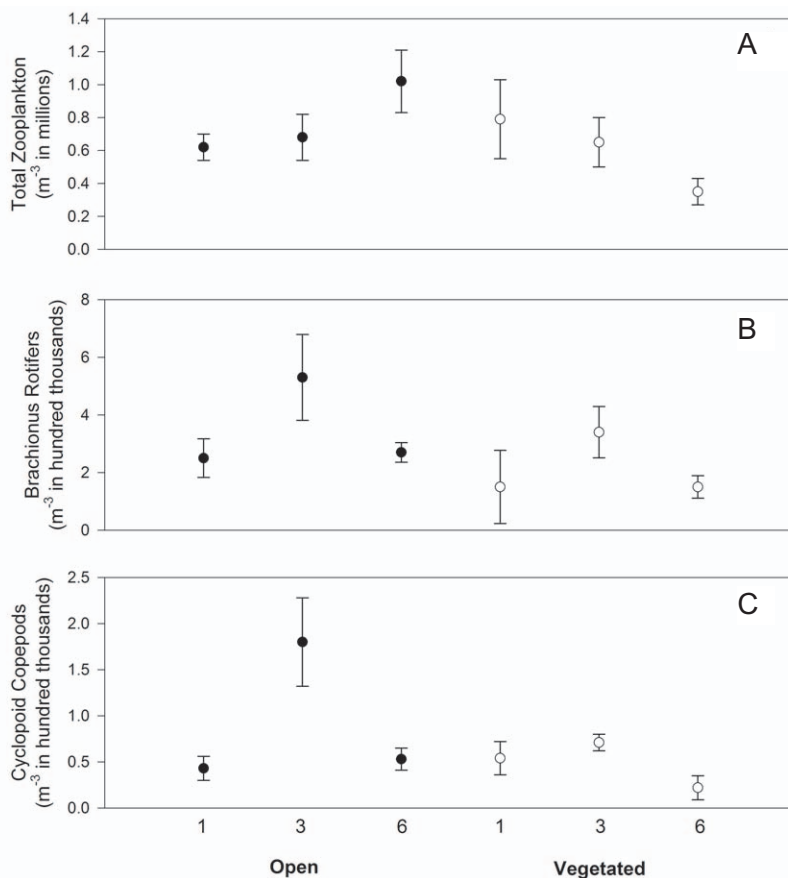 A
Total Zooplankton
(m⁻³ in millions)
1.4
1.2
1.0
0.8
0.6
0.4
0.2
0.0
B
Brachionus Rotifers
(m⁻³ in hundred thousands)
8
6
4
2
0
C
Cyclopoid Copepods
(m⁻³ in hundred thousands)
2.5
2.0
1.5
1.0
0.5
0.0
1 3 6 1 3 6
Open Vegetated